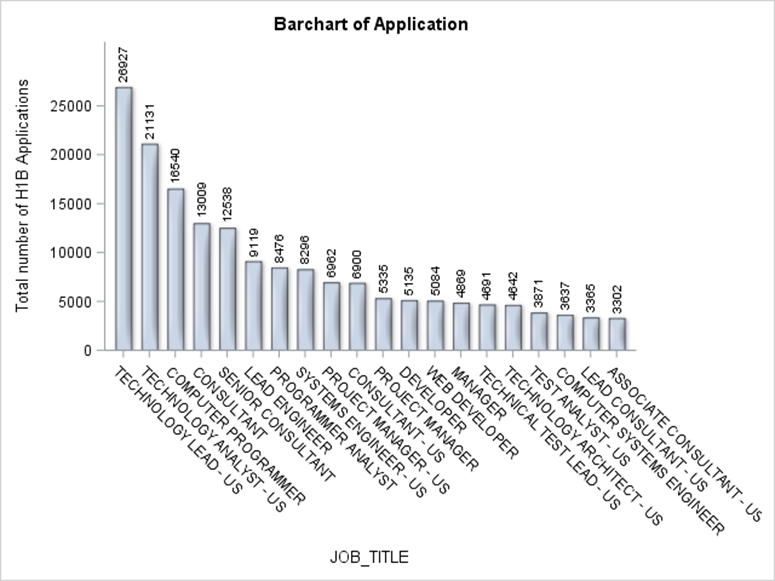 Barchart of Application
Total number of H1B Applications
25000
20000
15000
10000
5000
0
26927
21131
16540
13009
12538
9119
8476
8296
6962
6900
5335
5135
5084
4869
4691
4642
3871
3637
3365
3302
TECHNOLOGY LEAD - US
TECHNOLOGY ANALYST - US
COMPUTER PROGRAMMER
CONSULTANT
SENIOR CONSULTANT
LEAD ENGINEER
PROGRAMMER ANALYST
SYSTEMS ENGINEER - US
PROJECT MANAGER - US
CONSULTANT - US
PROJECT MANAGER
DEVELOPER
WEB DEVELOPER
MANAGER
TECHNICAL TEST LEAD - US
TECHNOLOGY ARCHITECT - US
TEST ANALYST - US
COMPUTER SYSTEMS ENGINEER
LEAD CONSULTANT - US
ASSOCIATE CONSULTANT - US
JOB_TITLE